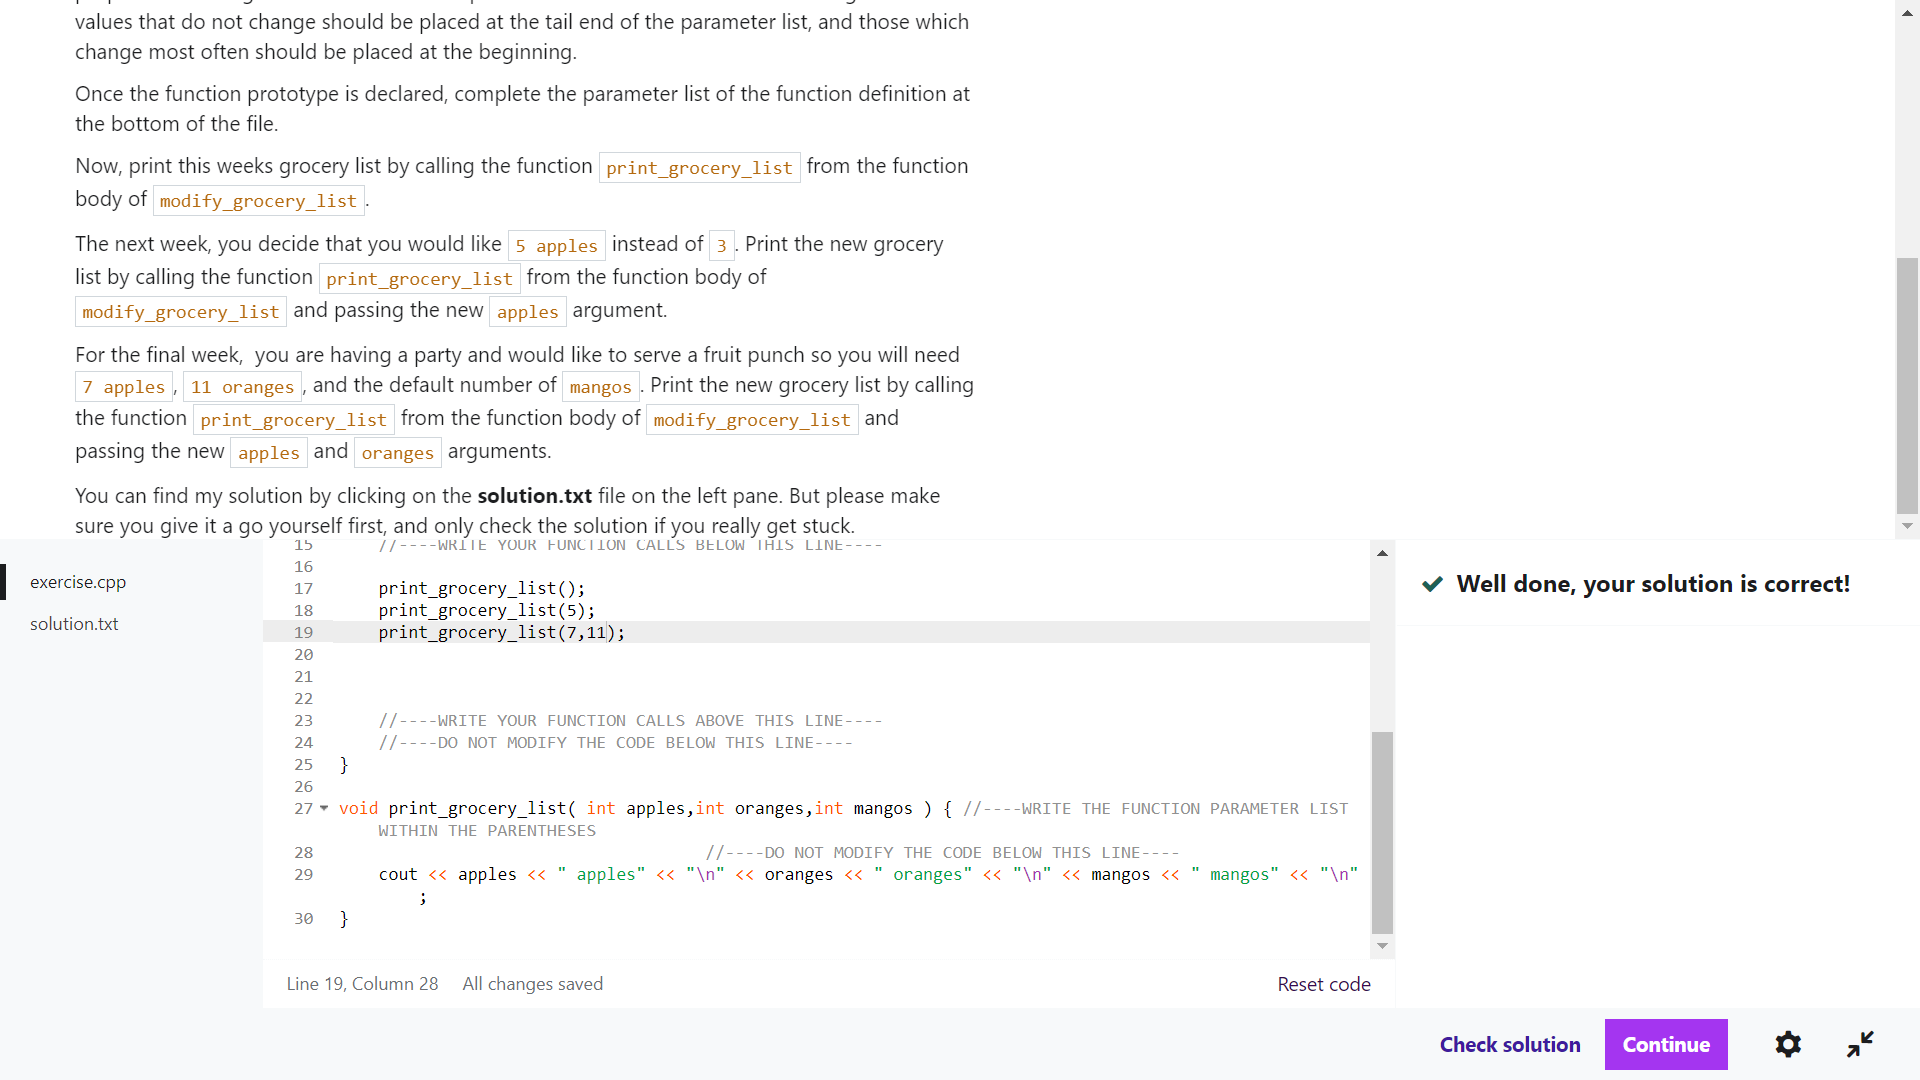 values that do not change should be placed at the tail end of the parameter list, and those which
change most often should be placed at the beginning.
Once the function prototype is declared, complete the parameter list of the function definition at
the bottom of the file.
Now, print this weeks grocery list by calling the function print_grocery_list from the function
body of modify_grocery_list.
The next week, you decide that you would like 5 apples instead of 3. Print the new grocery
list by calling the function print_grocery_list from the function body of
modify_grocery_list and passing the new apples argument.
For the final week,  you are having a party and would like to serve a fruit punch so you will need
7 apples, 11 oranges, and the default number of mangos. Print the new grocery list by calling
the function print_grocery_list from the function body of modify_grocery_list and
passing the new apples and oranges arguments.
You can find my solution by clicking on the solution.txt file on the left pane. But please make
sure you give it a go yourself first, and only check the solution if you really get stuck.
exercise.cpp
solution.txt
15 //----WRITE YOUR FUNCTION CALLS BELOW THIS LINE----
16
17 print_grocery_list();
18 print_grocery_list(5);
19 print_grocery_list(7,11);
20
21
22
23 //----WRITE YOUR FUNCTION CALLS ABOVE THIS LINE----
24 //----DO NOT MODIFY THE CODE BELOW THIS LINE----
25 }
26
27 void print_grocery_list( int apples,int oranges,int mangos ) { //----WRITE THE FUNCTION PARAMETER LIST
WITHIN THE PARENTHESES
28 //----DO NOT MODIFY THE CODE BELOW THIS LINE----
29 cout << apples << " apples" << "\n" << oranges << " oranges" << "\n" << mangos << " mangos" << "\n"
;
30 }
Line 19, Column 28 All changes saved Reset code
Well done, your solution is correct!
Check solution Continue